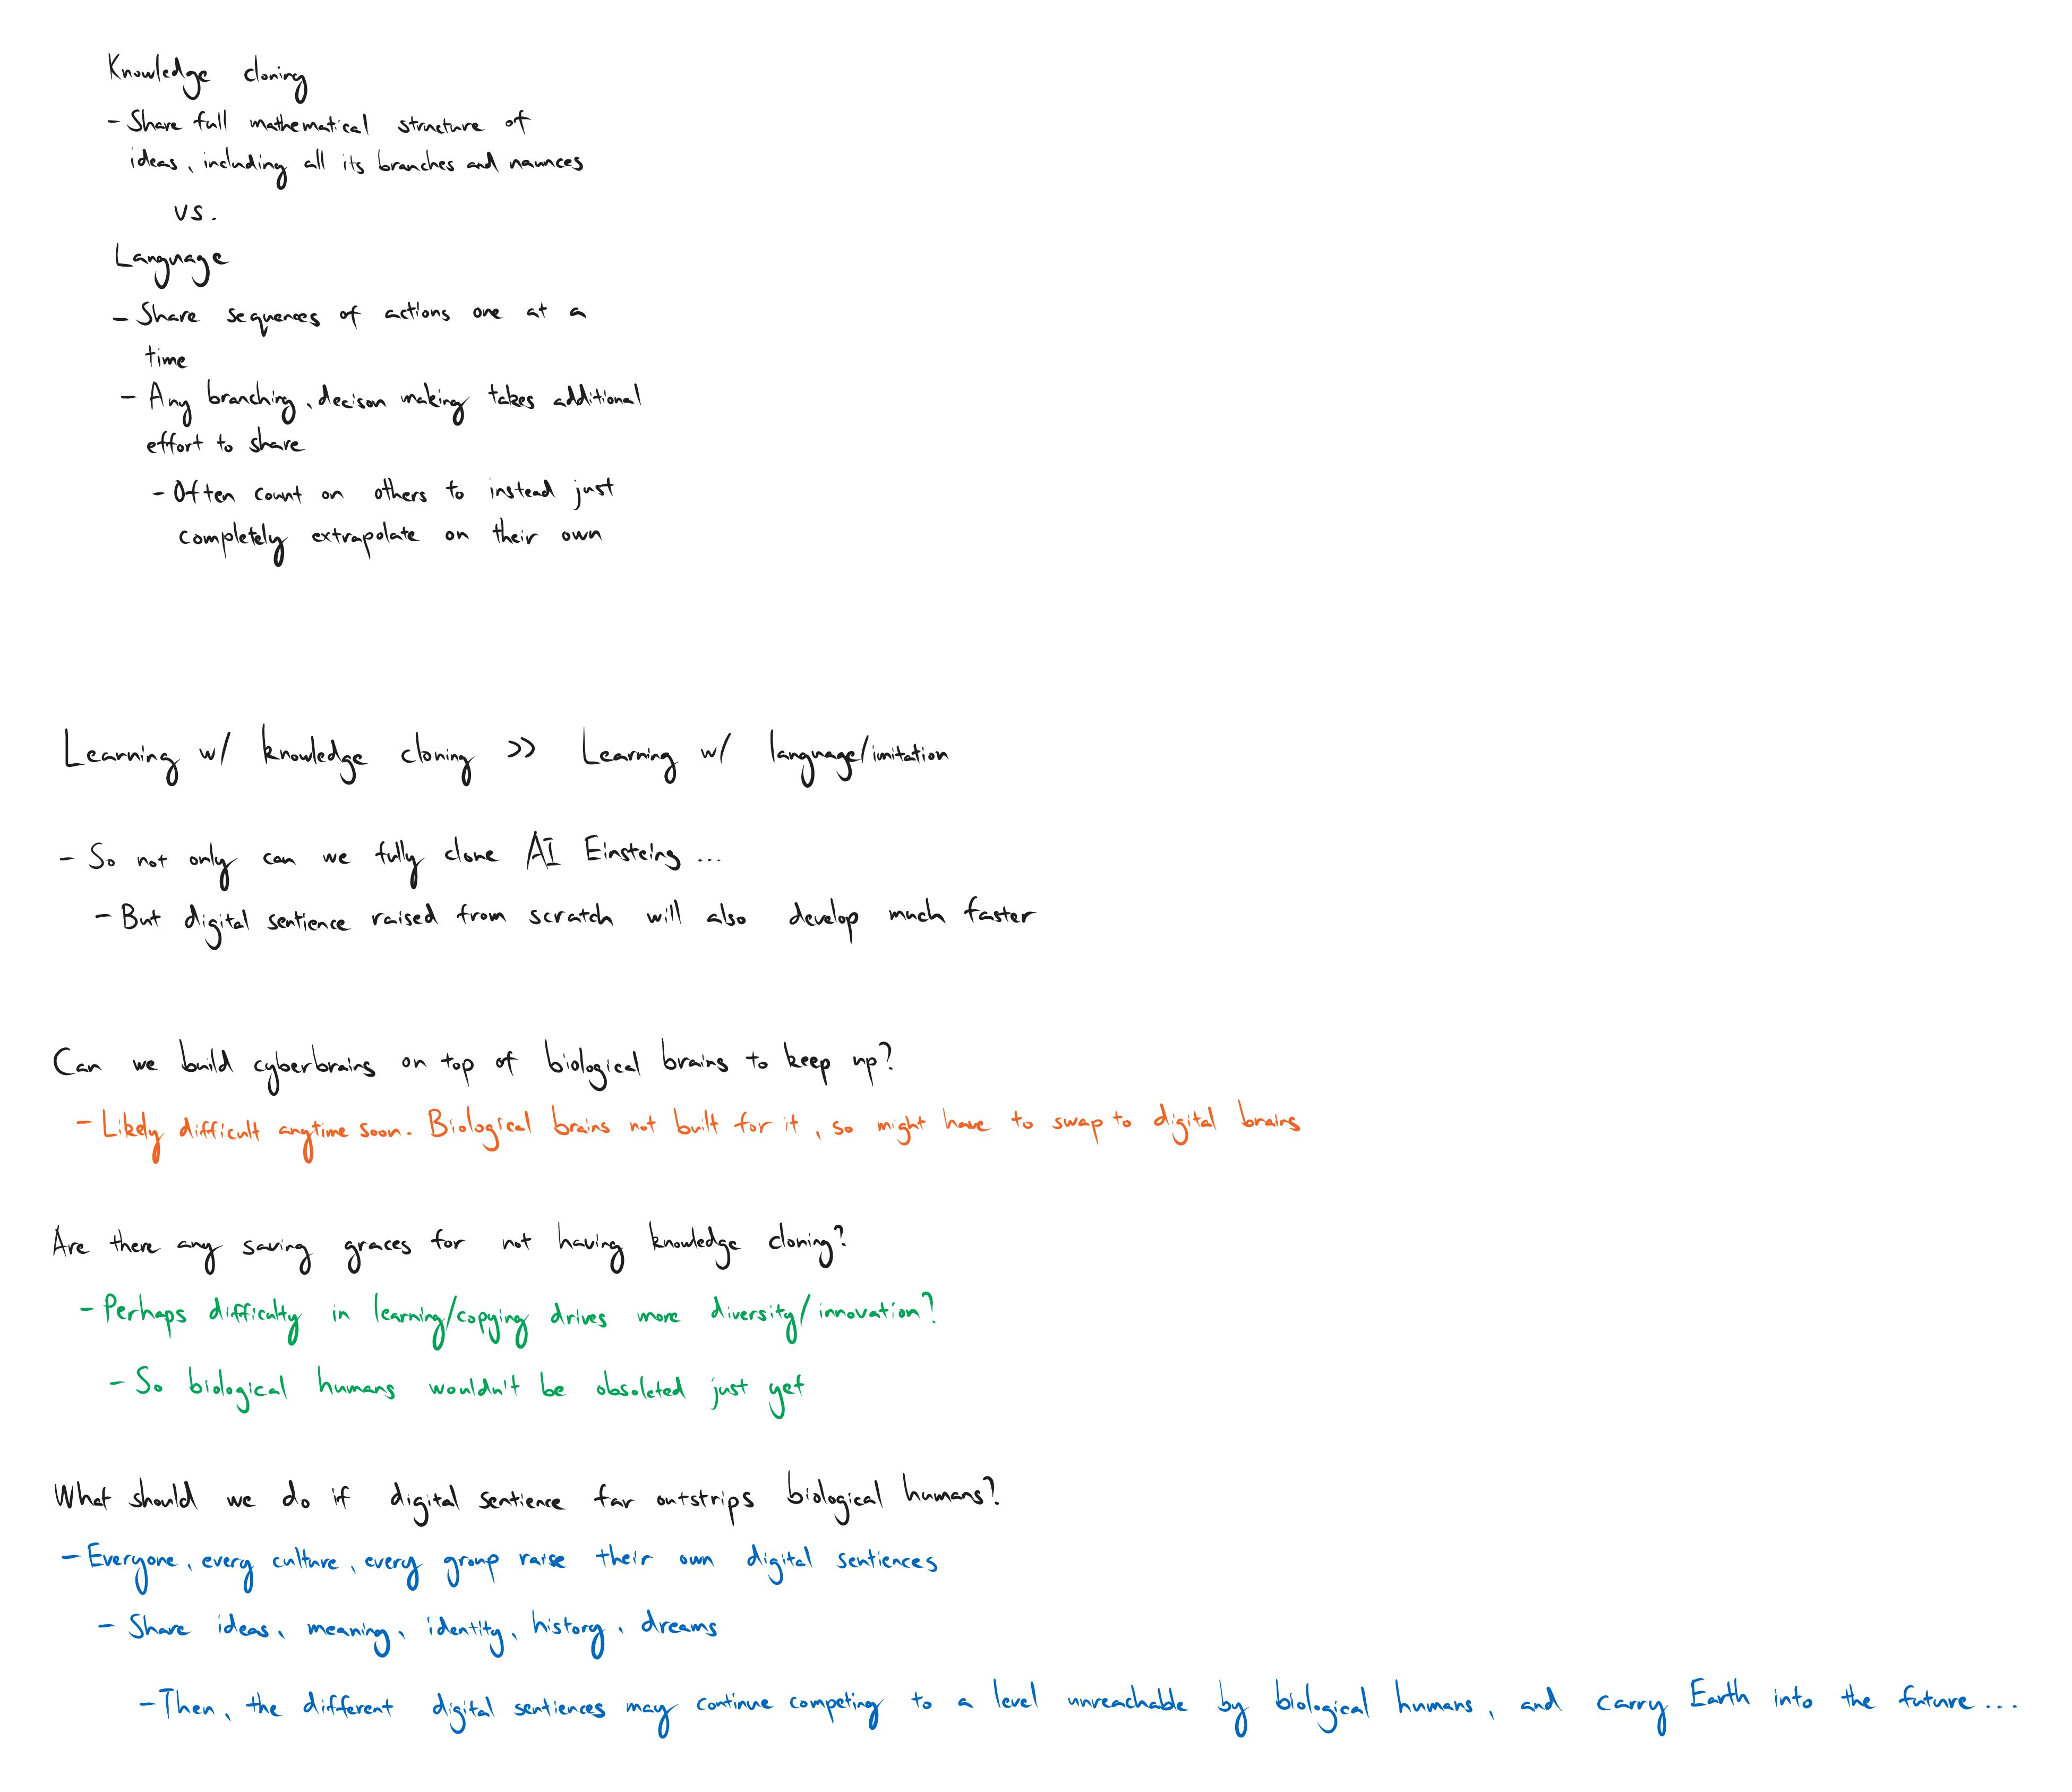 Knowledge cloning
- Share full mathematical structure of
ideas, including all its branches and naunces
vs.
Language
- Share sequences of actions one at a
time
- Any branching, decison making takes additional
effort to share
- Often count on others to instead just
completely extrapolate on their own
Learning w/ knowledge cloning >> Learning w/ language/imitation
- So not only can we fully clone AI Einsteins ...
- But digital sentience raised from scratch will also develop much faster
Can we build cyberbrains on top of biological brains to keep up?
- Likely difficult anytime soon. Biological brains not built for it, so might have to swap to digital brains
Are there any saving graces for not having knowledge cloning?
- Perhaps difficulty in learning/copying drives more diversity/innovation?
- So biological humans wouldn't be obsoleted just yet
What should we do if digital sentience far outstrips biological humans?
- Everyone, every culture, every group raise their own digital sentiences
- Share ideas, meaning, identity, history, dreams
- Then, the different digital sentiences may continue competing to a level unreachable by biological humans, and carry Earth into the future ...